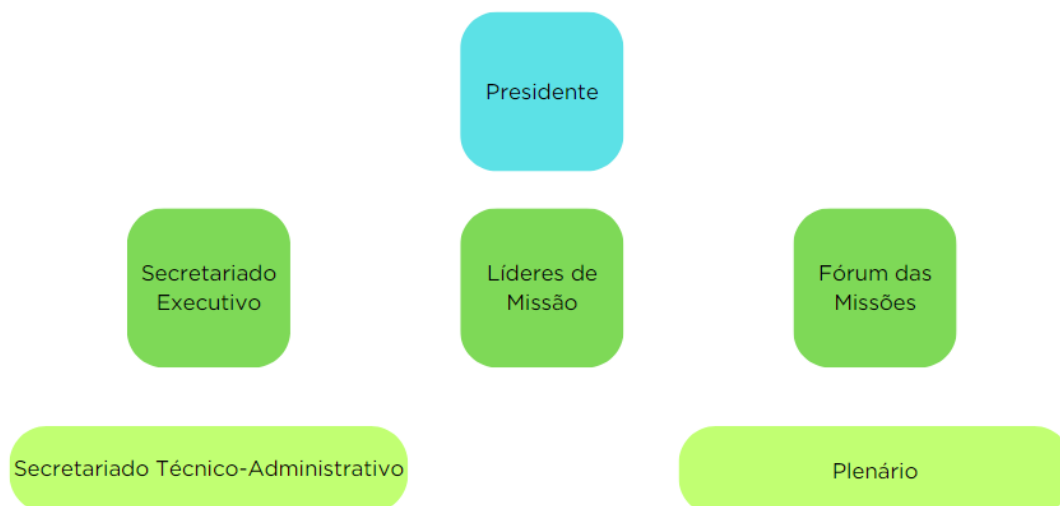 Presidente
Secretariado
Executivo
Líderes de
Missão
Fórum das
Missões
Secretariado Técnico-Administrativo
Plenário